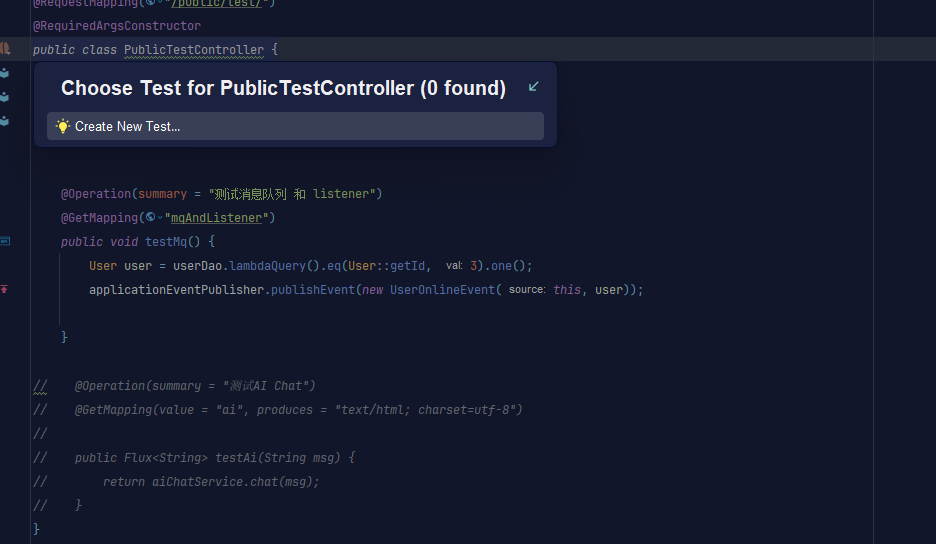 @RequestMapping("/public/test/")
@RequiredArgsConstructor
public class PublicTestController {
Choose Test for PublicTestController (0 found)
Create New Test...
@Operation(summary = "测试消息队列 和 listener")
@GetMapping("mqAndListener")
public void testMq() {
User user = userDao.lambdaQuery().eq(User::getId, val: 3).one();
applicationEventPublisher.publishEvent(new UserOnlineEvent( source: this, user));
}
// @Operation(summary = "测试AI Chat")
// @GetMapping(value = "ai", produces = "text/html; charset=utf-8")
//
// public Flux<String> testAi(String msg) {
// return aiChatService.chat(msg);
// }
}